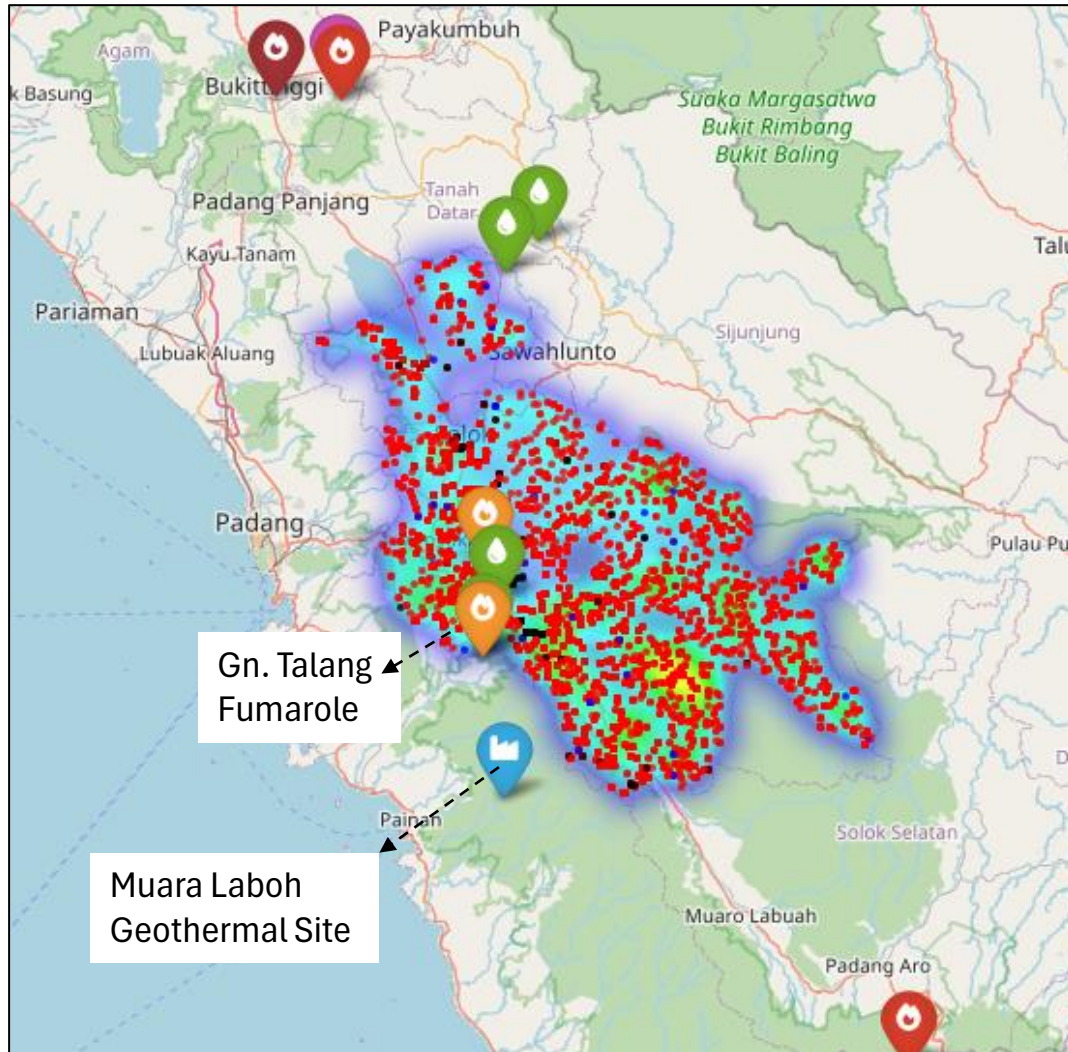 Payakumbuh
Agam
k Basung
Suaka Margasatwa
Bukit Rimbang
Bukit Baling
Tanah
Datar
Padang Panjang
Talu
Kayu Tanam
Pariaman
Sijunjung
Lubuak Aluang
Sawahlunto
Padang
Pulau Pu
Gn. Talang
Fumarole
Painan
Solok Selatan
Muara Laboh
Geothermal Site
Muaro Labuah
Padang Aro